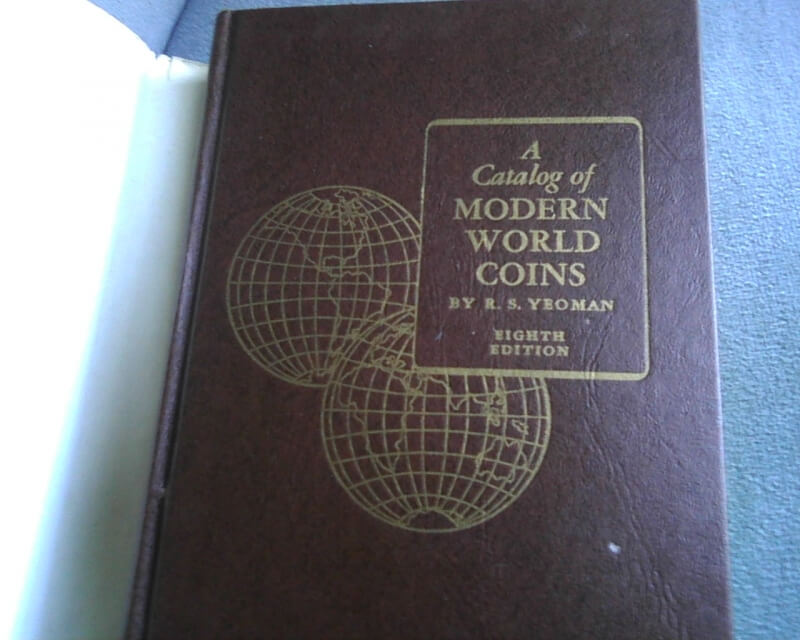 A
Catalog of
MODERN
WORLD
COINS
BY R. S. YEOMAN
EIGHTH
EDITION